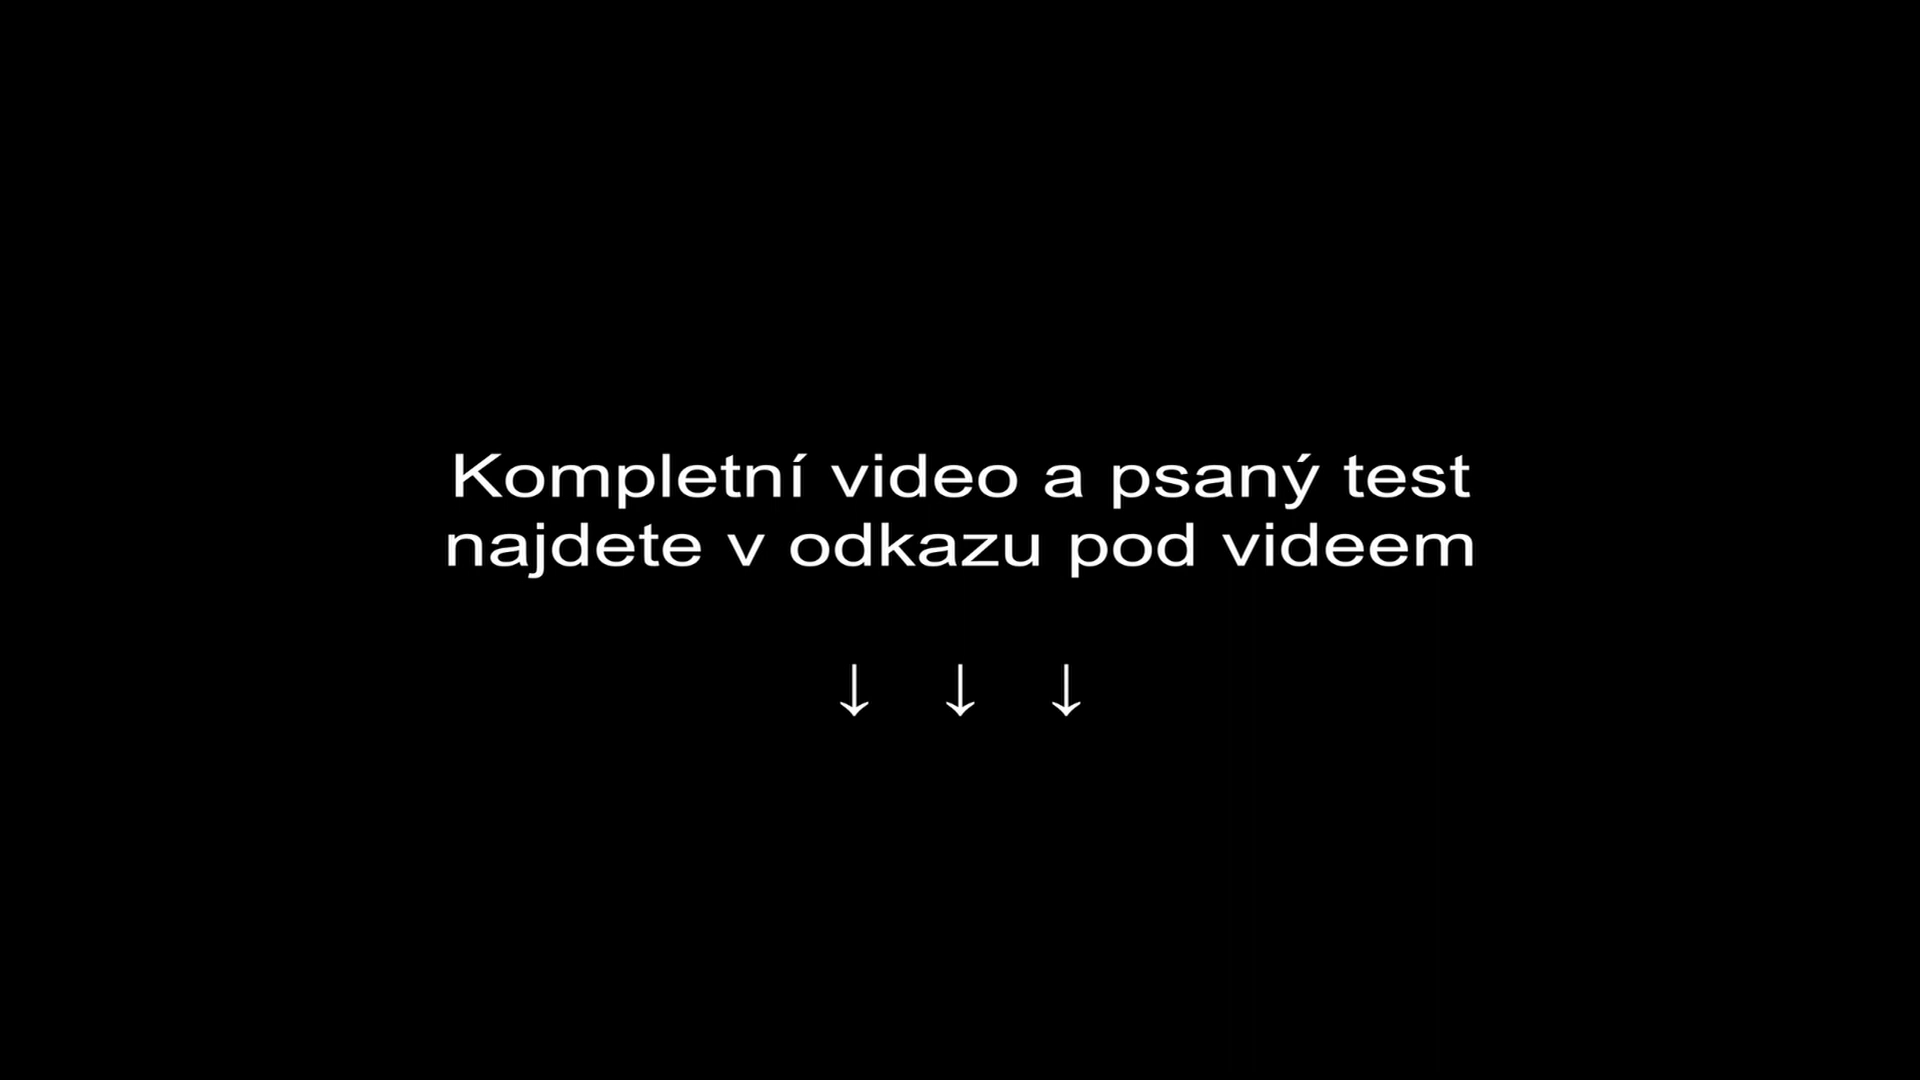 Kompletní video a psaný test
najdete v odkazu pod videem
↓ ↓ ↓